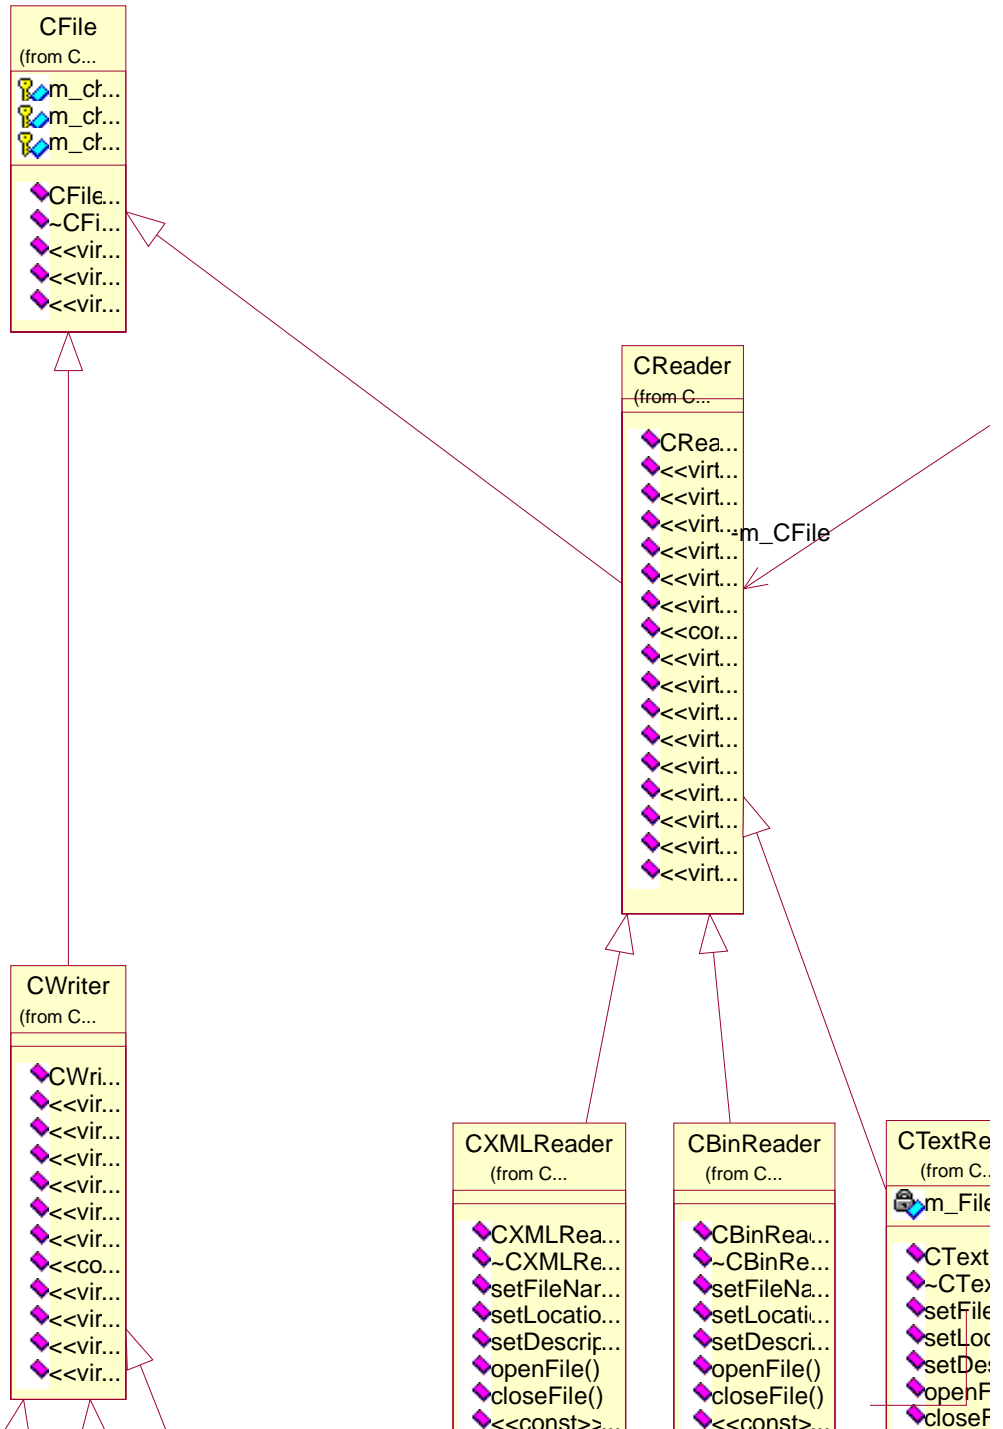 CFile
(from C...
m_ch...
m_ch...
m_ch...
CFile...
~CFi...
<<vir...
<<vir...
<<vir...
CReader
(from C...
CRea...
<<virt...
<<virt...
<<virt...
<<virt...
<<virt...
<<virt...
<<cor...
<<virt...
<<virt...
<<virt...
<<virt...
<<virt...
<<virt...
<<virt...
<<virt...
<<virt...
-m_CFile
CWriter
(from C...
CWri...
<<vir...
<<vir...
<<vir...
<<vir...
<<vir...
<<vir...
<<co...
<<vir...
<<vir...
<<vir...
<<vir...
CXMLReader
(from C...
CXMLRea...
~CXMLRe...
setFileNar...
setLocatio...
setDescrip...
openFile()
closeFile()
<<const>>...
CBinReader
(from C...
CBinRea...
~CBinRe...
setFileNa...
setLocati...
setDescri...
openFile()
closeFile()
<<const>...
CTextRe
(from C..
m_File
CText
~CTex
setFile
setLoc
setDes
openF
closeF